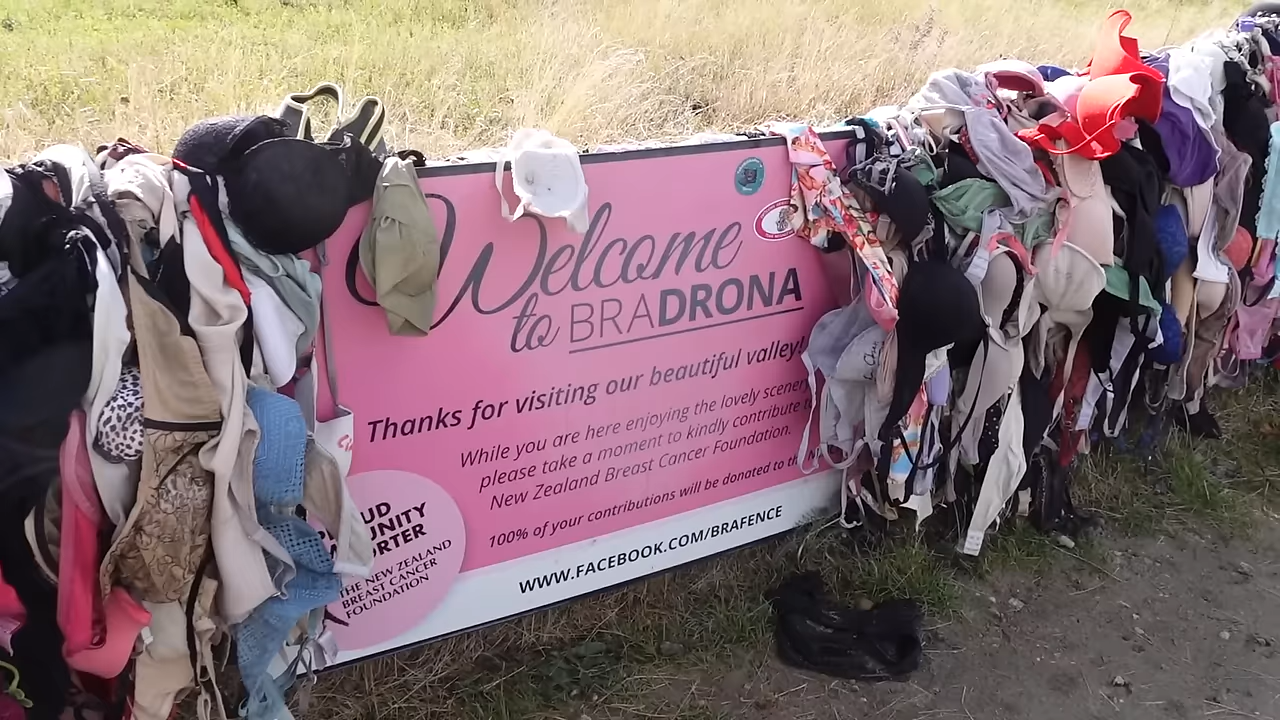 Welcome
to BRADRONA
Thanks for visiting our beautiful valley!
While you are here enjoying the lovely scenery
please take a moment to kindly contribute
New Zealand Breast Cancer Foundation.
100% of your contributions will be donated to
WWW.FACEBOOK.COM/BRAFENCE
THE NEW ZEALAND
BREAST CANCER
FOUNDATION